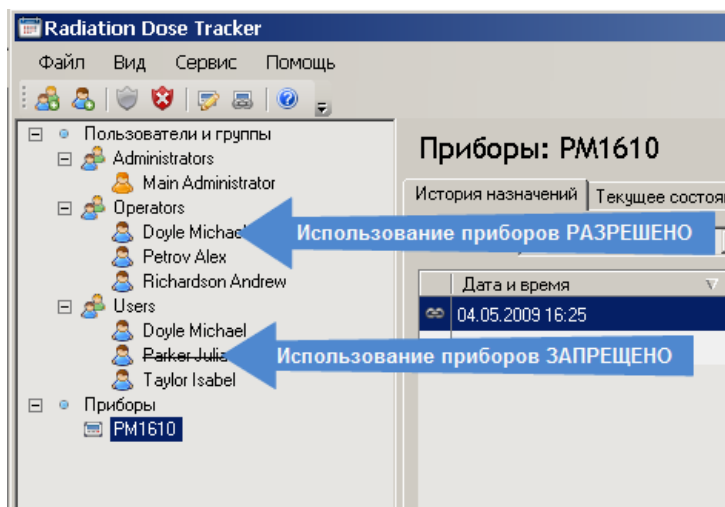 Radiation Dose Tracker
Файл Вид Сервис Помощь
Пользователи и группы
Administrators
Main Administrator
Operators
Doyle Michael
Petrov Alex
Richardson Andrew
Users
Doyle Michael
Parker Julia
Taylor Isabel
Приборы
PM1610
Приборы: PM1610
История назначений Текущее состоя
Использование приборов РАЗРЕШЕНО
Дата и время
04.05.2009 16:25
Использование приборов ЗАПРЕЩЕНО